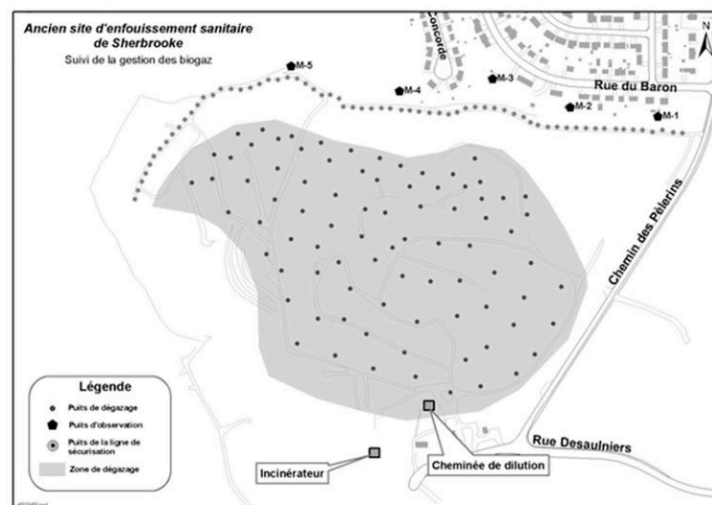 Ancien site d'enfouissement sanitaire
de Sherbrooke
Suivi de la gestion des biogaz
Concorde
N
M-5
M-4
M-3
Rue du Baron
M-2
M-1
Chemin des Pèlerins
Légende
Puits de dégazage
Puits d'observation
Puits de la ligne de
sécurisation
Zone de dégazage
Incinérateur
Cheminée de dilution
Rue Desaulniers